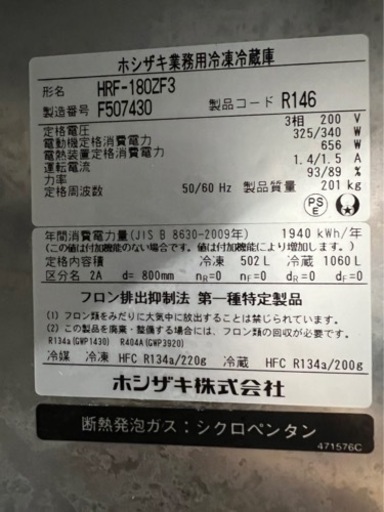 ホシザキ業務用冷凍冷蔵庫
形名 HRF-180ZF3
製造番号 F507430 製品コード R146
定格電圧 3相 200 V
電動機定格消費電力 325/340 W
電熱装置定格消費電力 656 W
運転電流 1.4/1.5 A
力率 93/89 %
定格周波数 50/60 Hz 製品質量 201 kg
PS
E
年間消費電力量(JIS B 8630-2009年) 1940 kWh/年
(この値は付加機能のない場合です。値は付加機能により増加します。)
定格内容積 冷凍 502L 冷蔵 1060L
区分名 2A d= 800mm nR=0 nF=0 dR=0 dF=0
フロン排出抑制法 第一種特定製品
(1) フロン類をみだりに大気中に放出することは禁じられています。
(2) この製品を廃棄・整備する場合には、フロン類の回収が必要です。
R134a(GWP1430) R404A(GWP3920)
冷媒 冷凍 HFC R134a/220g 冷蔵 HFC R134a/200g
ホシザキ株式会社
断熱発泡ガス:シクロペンタン
471576C